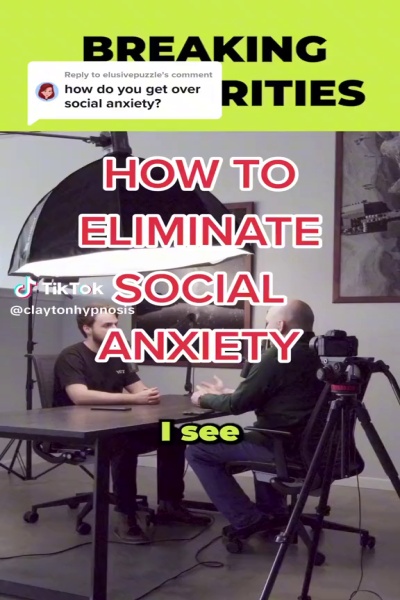 BREAKING
Reply to elusivepuzzle's comment
how do you get over
social anxiety?
RITIES
HOW TO
ELIMINATE
SOCIAL
ANXIETY
TikTok
@claytonhypnosis
I see